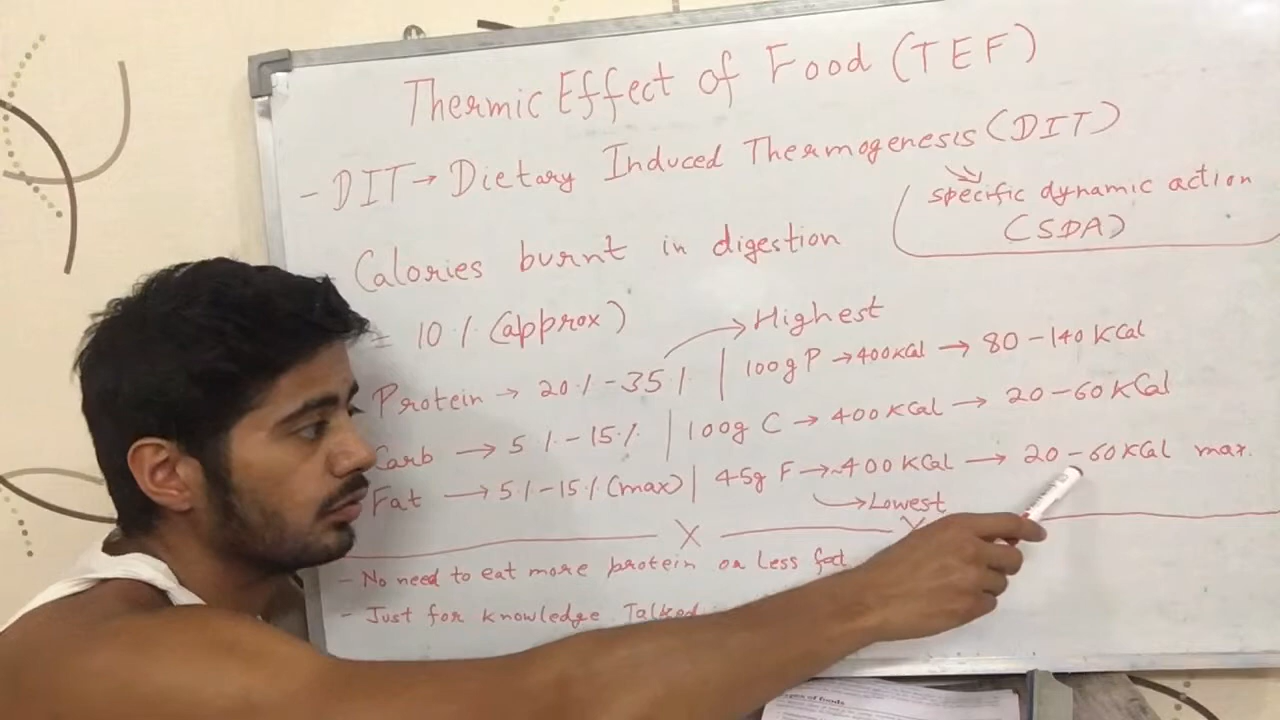 Thermic Effect of Food (TEF)
- DIT → Dietary Induced Thermogenesis (DIT)
specific dynamic action
(SDA)
Calories burnt in digestion
= 10% (approx)
Highest
Protein → 20% - 35% | 100g P → 400 KCal → 80 - 140 KCal
Carb → 5% - 15% | 100g C → 400 KCal → 20 - 60 KCal
Fat → 5% - 15% (max) | 45g F → ~400 KCal → 20 - 60 KCal max.
→ Lowest
- No need to eat more protein or Less fat
- Just for knowledge Talked